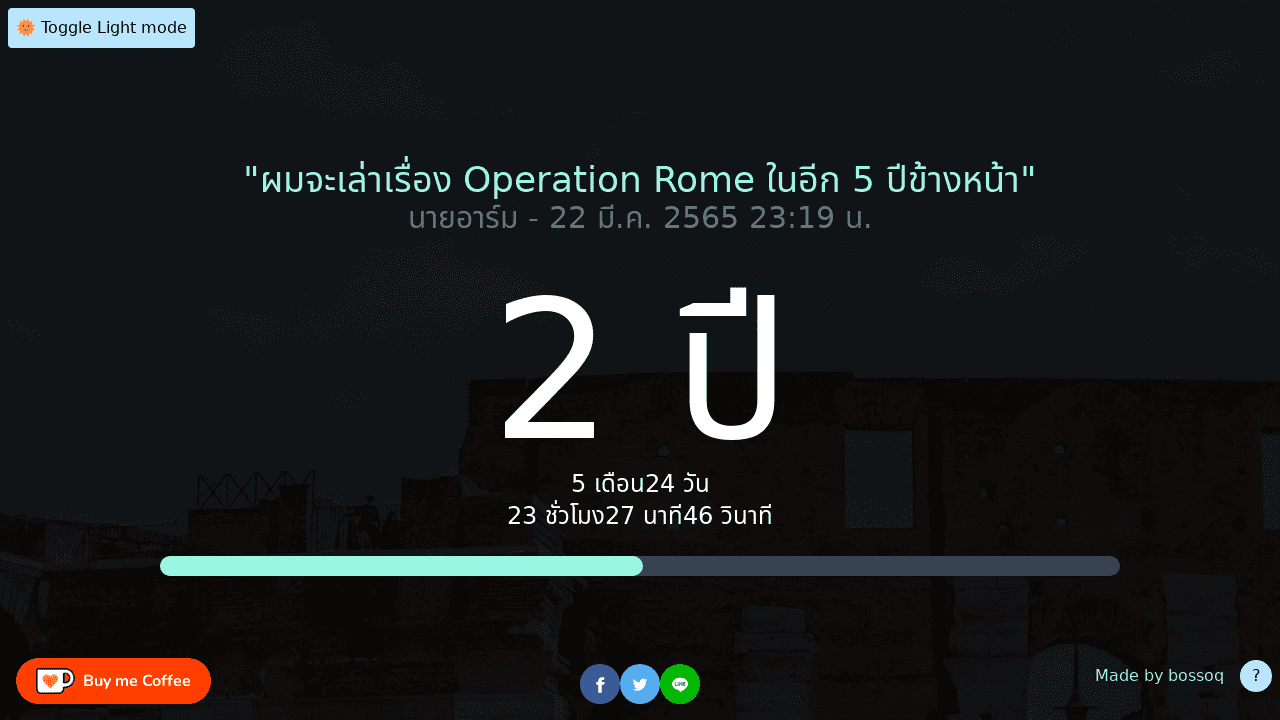 Toggle Light mode
"ผมจะเล่าเรื่อง Operation Rome ในอีก 5 ปีข้างหน้า"
นายอาร์ม - 22 มี.ค. 2565 23:19 น.
2 ปี
5 เดือน24 วัน
23 ชั่วโมง27 นาที46 วินาที
Buy me Coffee
LINE
Made by bossoq
?